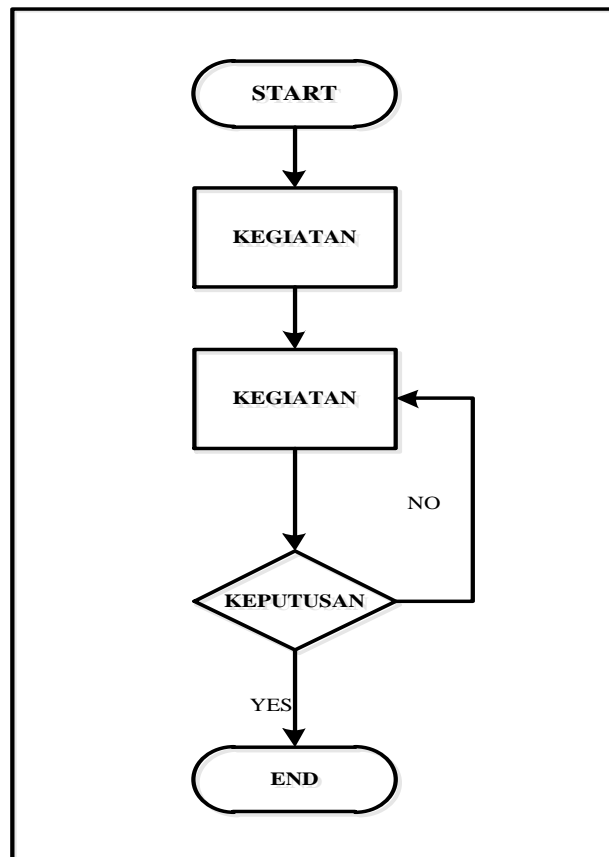 START
KEGIATAN
KEGIATAN
NO
KEPUTUSAN
YES
END